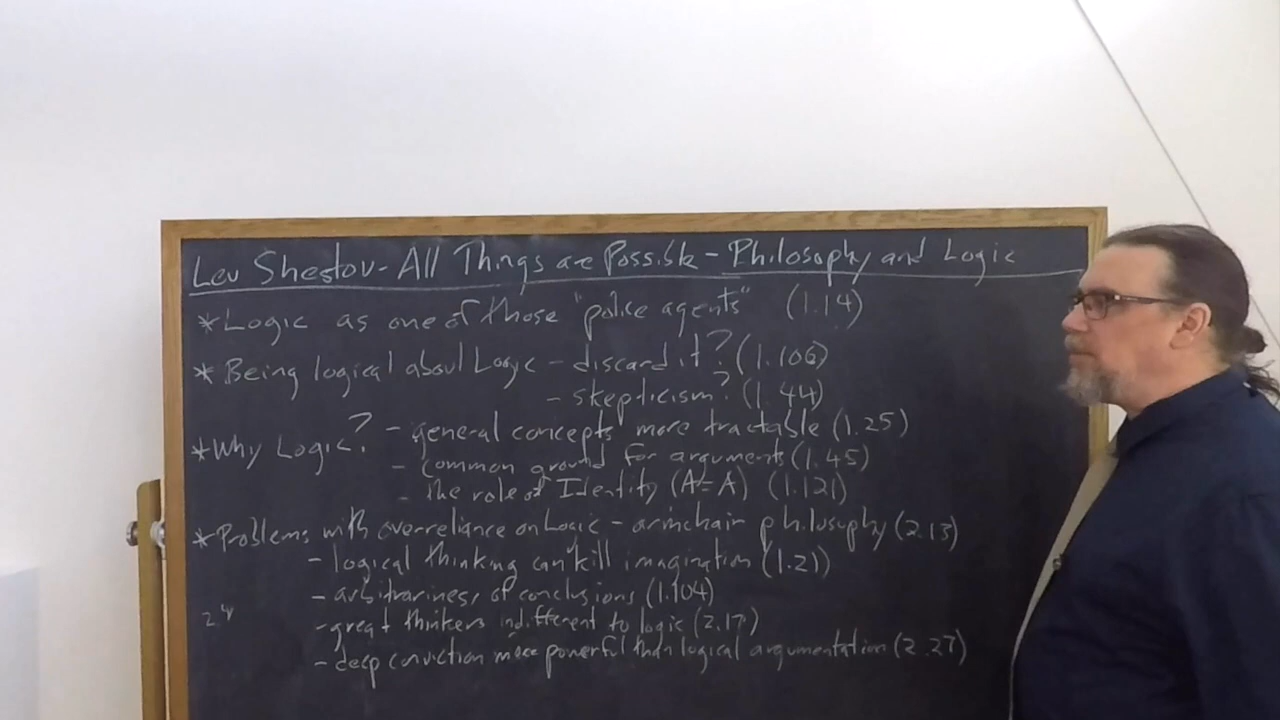 Lev Shestov - All Things are Possible - Philosophy and Logic
* Logic as one of those "police agents" (1.14)
* Being logical about Logic - discard it? (1.106)
- skepticism? (1.44)
* Why Logic? - general concepts more tractable (1.25)
- common ground for arguments (1.45)
- the role of Identity (A=A) (1.121)
* Problems with overreliance on Logic - armchair philosophy (2.13)
- logical thinking can kill imagination (1.21)
- arbitrariness of conclusions (1.104)
- great thinkers indifferent to logic (2.17)
- deep conviction more powerful than logical argumentation (2.27)